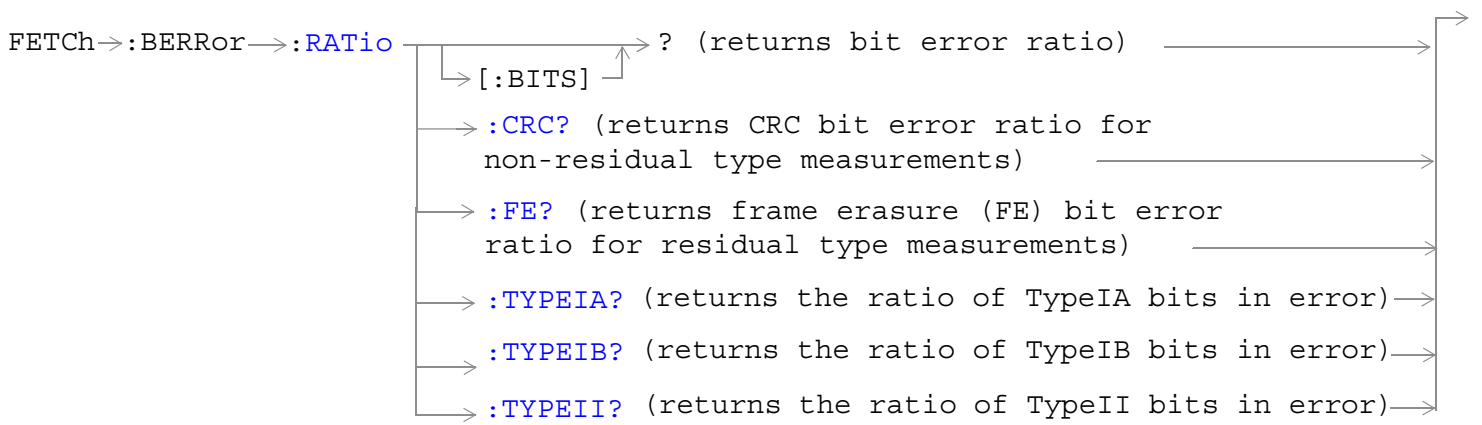 FETCh :BERRor :RATio ? (returns bit error ratio)
[:BITS]
:CRC? (returns CRC bit error ratio for
non-residual type measurements)
:FE? (returns frame erasure (FE) bit error
ratio for residual type measurements)
:TYPEIA? (returns the ratio of TypeIA bits in error)
:TYPEIB? (returns the ratio of TypeIB bits in error)
:TYPEII? (returns the ratio of TypeII bits in error)